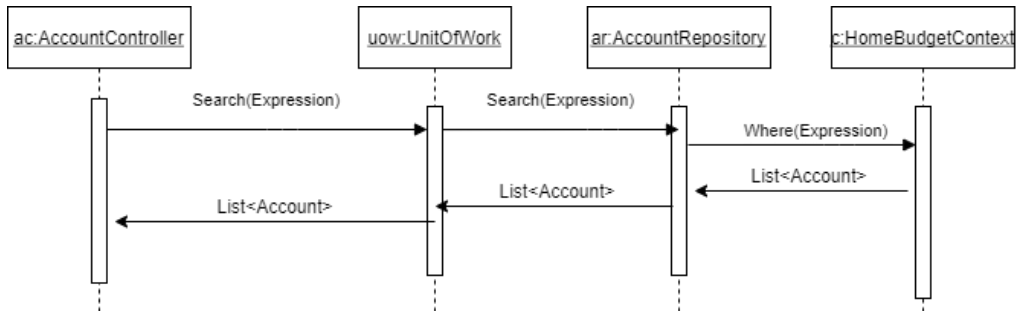 ac:AccountController
uow:UnitOfWork
ar:AccountRepository
c:HomeBudgetContext
Search(Expression)
Search(Expression)
Where(Expression)
List<Account>
List<Account>
List<Account>